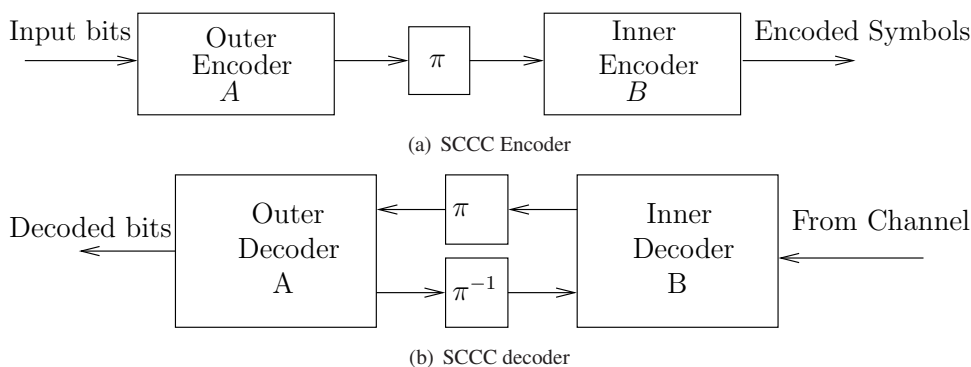 Input bits
Outer
Encoder
A
π
Inner
Encoder
B
Encoded Symbols
(a) SCCC Encoder
Decoded bits
Outer
Decoder
A
π
π⁻¹
Inner
Decoder
B
From Channel
(b) SCCC decoder